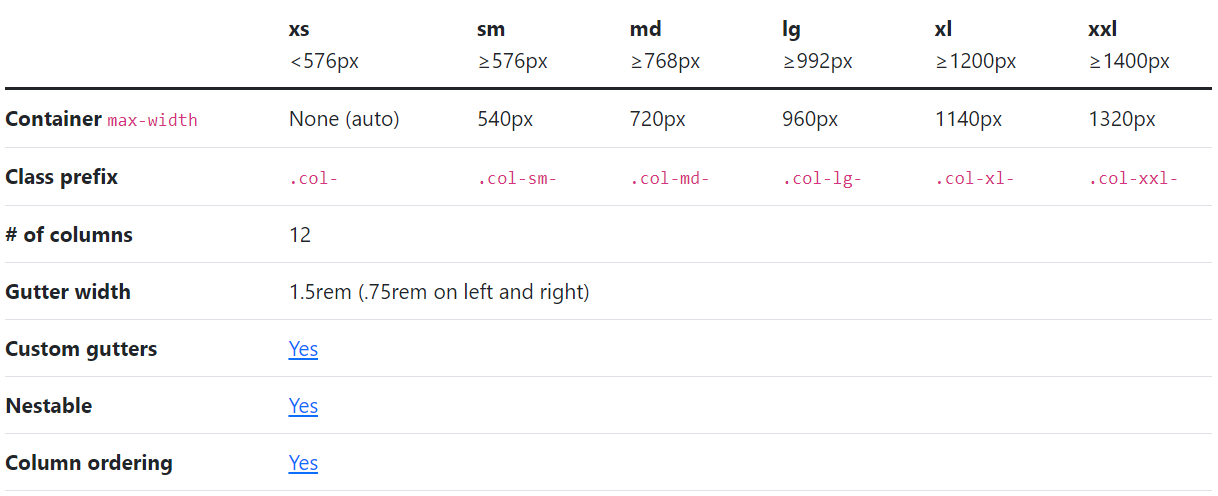 xs sm md lg xl xxl
<576px ≥576px ≥768px ≥992px ≥1200px ≥1400px
Container max-width None (auto) 540px 720px 960px 1140px 1320px
Class prefix .col- .col-sm- .col-md- .col-lg- .col-xl- .col-xxl-
# of columns 12
Gutter width 1.5rem (.75rem on left and right)
Custom gutters Yes
Nestable Yes
Column ordering Yes